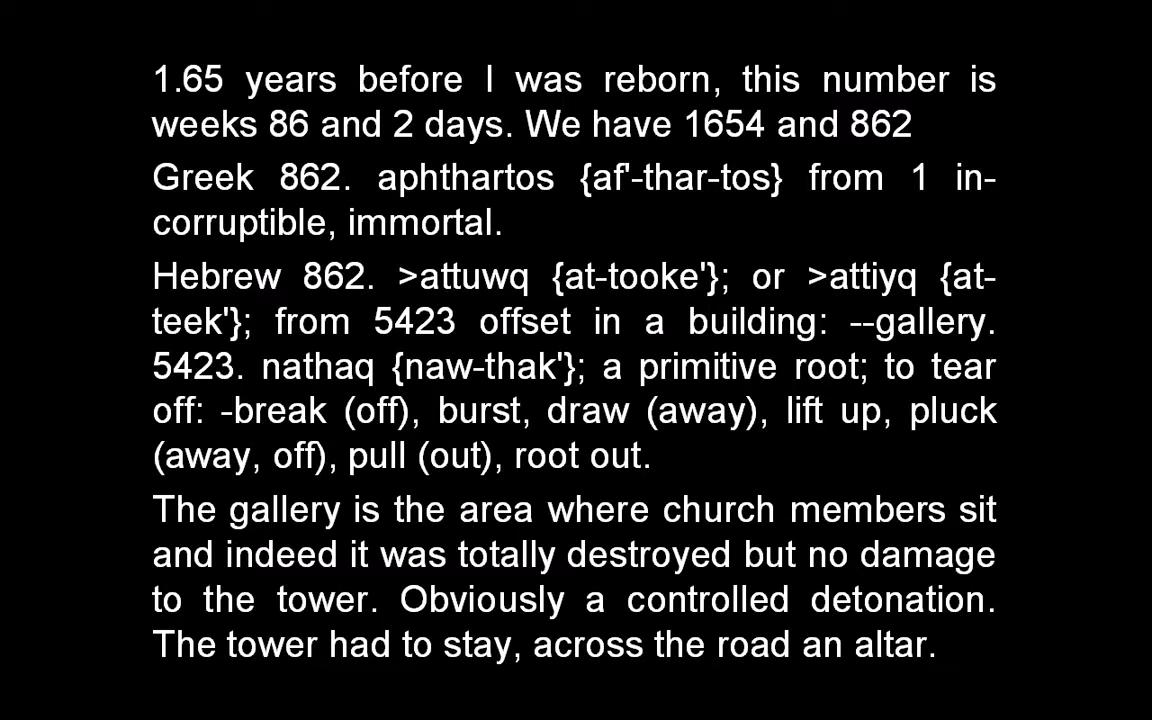 1.65 years before I was reborn, this number is
weeks 86 and 2 days. We have 1654 and 862
Greek 862. aphthartos {af'-thar-tos} from 1 in-
corruptible, immortal.
Hebrew 862. >attuwq {at-tooke'}; or >attiyq {at-
teek'}; from 5423 offset in a building: --gallery.
5423. nathaq {naw-thak'}; a primitive root; to tear
off: -break (off), burst, draw (away), lift up, pluck
(away, off), pull (out), root out.
The gallery is the area where church members sit
and indeed it was totally destroyed but no damage
to the tower. Obviously a controlled detonation.
The tower had to stay, across the road an altar.